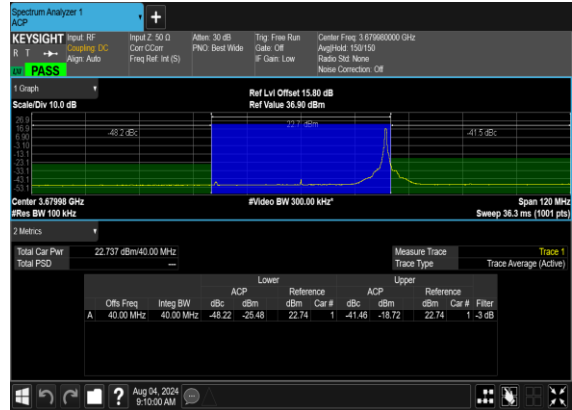 Spectrum Analyzer 1
ACP
+
KEYSIGHT Input: RF Input Z: 50 Ω Atten: 30 dB Trig: Free Run Center Freq: 3.679980000 GHz
R T Coupling: DC Corr CCorr PNO: Best Wide Gate: Off Avg|Hold: 150/150
Align: Auto Freq Ref: Int (S) IF Gain: Low Radio Std: None
LW PASS Noise Correction: Off
1 Graph Ref Lvl Offset 15.80 dB
Scale/Div 10.0 dB Ref Value 36.90 dBm
26.9
16.9 -48.2 dBc 22.7 dBm -41.5 dBc
6.90
-3.10
-13.1
-23.1
-33.1
-43.1
-53.1
Center 3.67998 GHz #Video BW 300.00 kHz* Span 120 MHz
#Res BW 100 kHz Sweep 36.3 ms (1001 pts)
2 Metrics
Total Car Pwr 22.737 dBm/40.00 MHz Measure Trace Trace 1
Total PSD --- Trace Type Trace Average (Active)
Lower Upper
ACP Reference ACP Reference
Offs Freq Integ BW dBc dBm dBm Car # dBc dBm dBm Car # Filter
A 40.00 MHz 40.00 MHz -48.22 -25.48 22.74 1 -41.46 -18.72 22.74 1 -3 dB
? Aug 04, 2024
9:10:00 AM